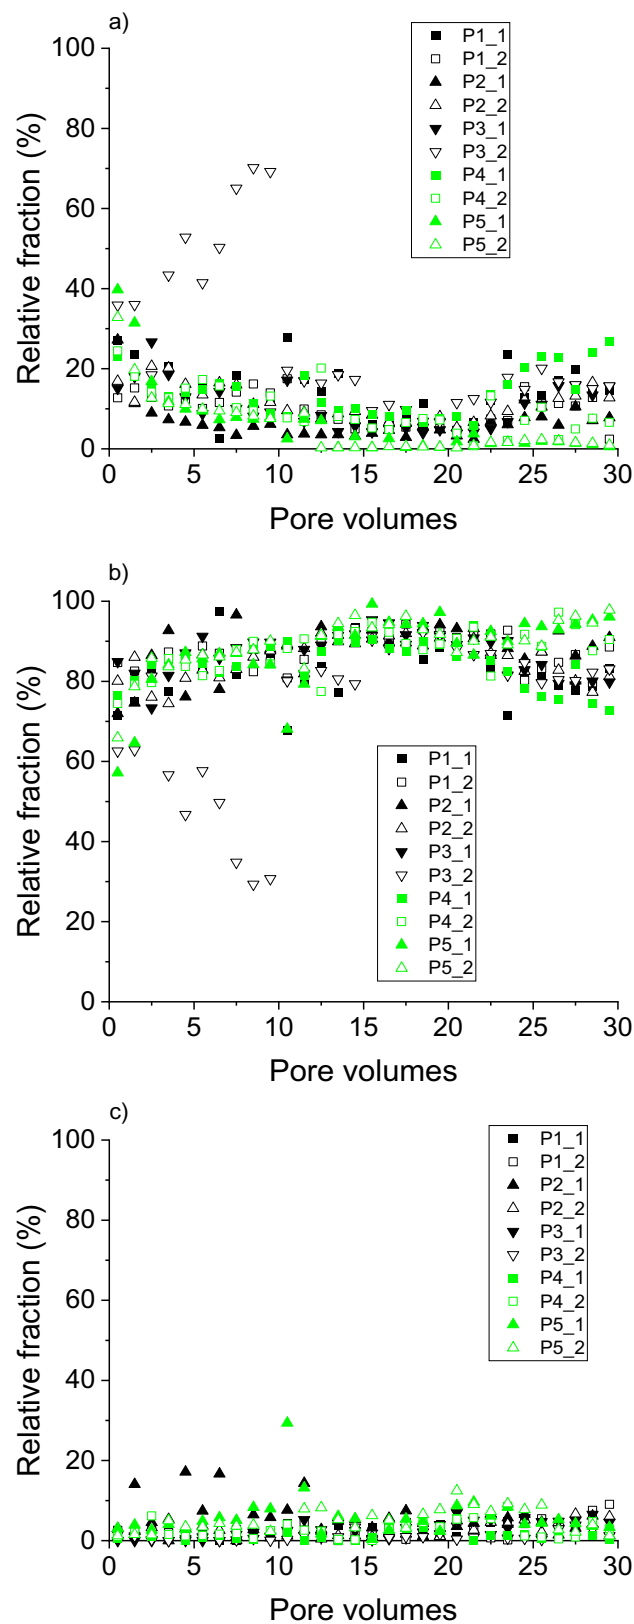 a)
100
80
60
40
20
0
Relative fraction (%)
P1_1
P1_2
P2_1
P2_2
P3_1
P3_2
P4_1
P4_2
P5_1
P5_2
0 5 10 15 20 25 30
Pore volumes
b)
100
80
60
40
20
0
Relative fraction (%)
P1_1
P1_2
P2_1
P2_2
P3_1
P3_2
P4_1
P4_2
P5_1
P5_2
0 5 10 15 20 25 30
Pore volumes
c)
100
80
60
40
20
0
Relative fraction (%)
P1_1
P1_2
P2_1
P2_2
P3_1
P3_2
P4_1
P4_2
P5_1
P5_2
0 5 10 15 20 25 30
Pore volumes